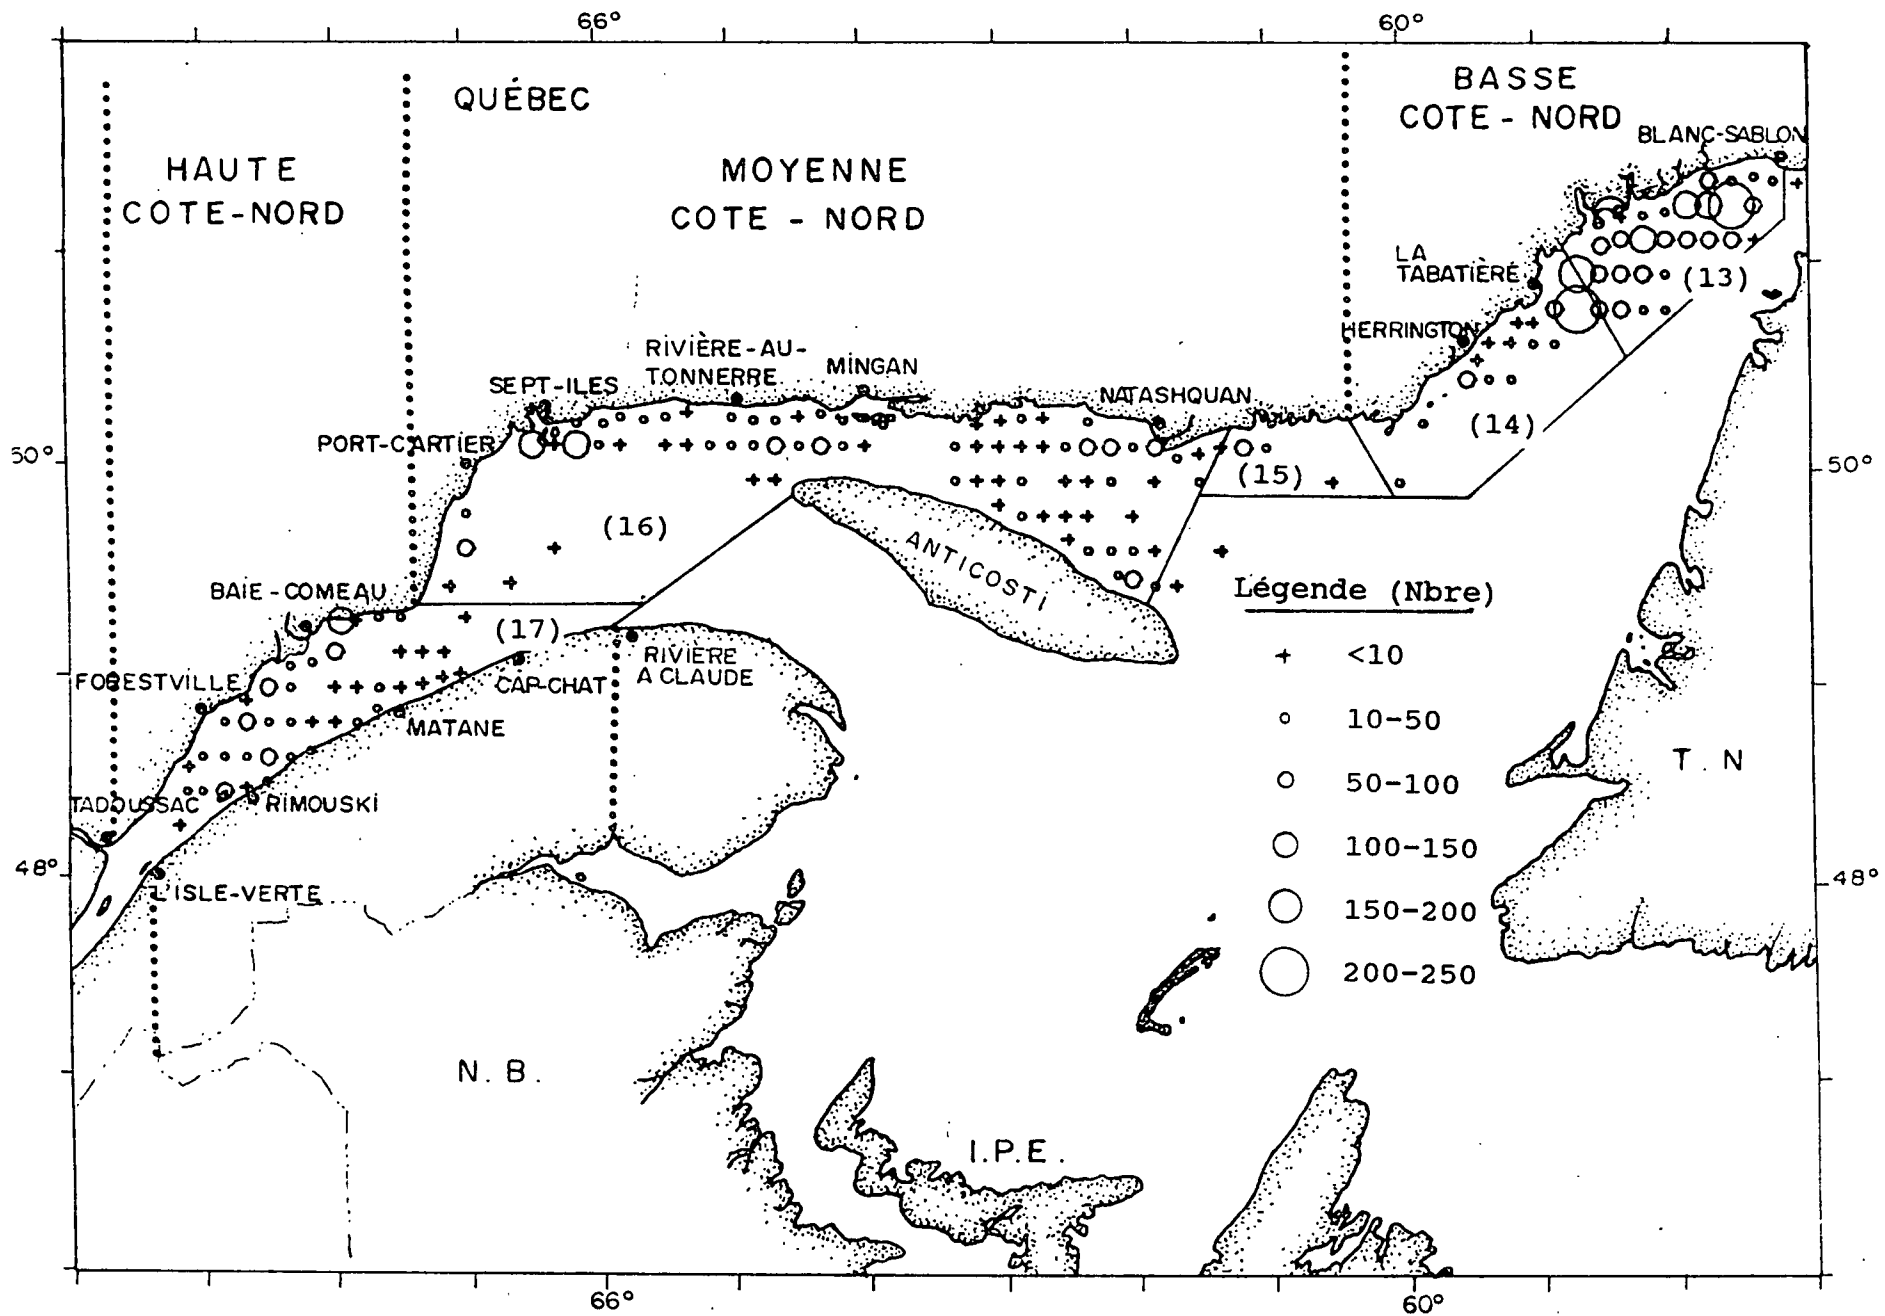 66°
60°
QUÉBEC
BASSE
COTE - NORD
BLANC-SABLON
HAUTE
COTE-NORD
MOYENNE
COTE - NORD
LA
TABATIÈRE
(13)
RIVIÈRE-AU-
TONNERRE
MINGAN
HERRINGTON
SEPT-ILES
NATASHQUAN
PORT-CARTIER
(14)
50°
50°
(15)
(16)
ANTICOSTI
Légende (Nbre)
BAIE-COMEAU
(17)
<10
RIVIÈRE
A CLAUDE
FORESTVILLE
CAP-CHAT
10-50
MATANE
T. N
50-100
TADOUSSAC
RIMOUSKI
100-150
48°
48°
L'ISLE-VERTE
150-200
200-250
N. B.
I.P.E.
66°
60°